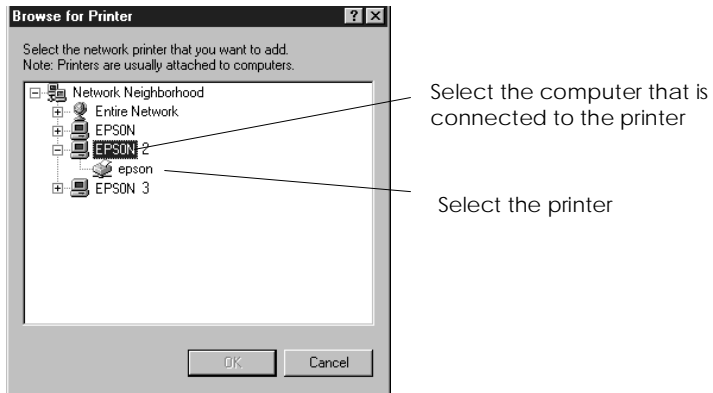 Browse for Printer
Select the network printer that you want to add.
Note: Printers are usually attached to computers.
Network Neighborhood
Entire Network
EPSON
EPSON 2
epson
EPSON 3
OK
Cancel
Select the computer that is
connected to the printer
Select the printer